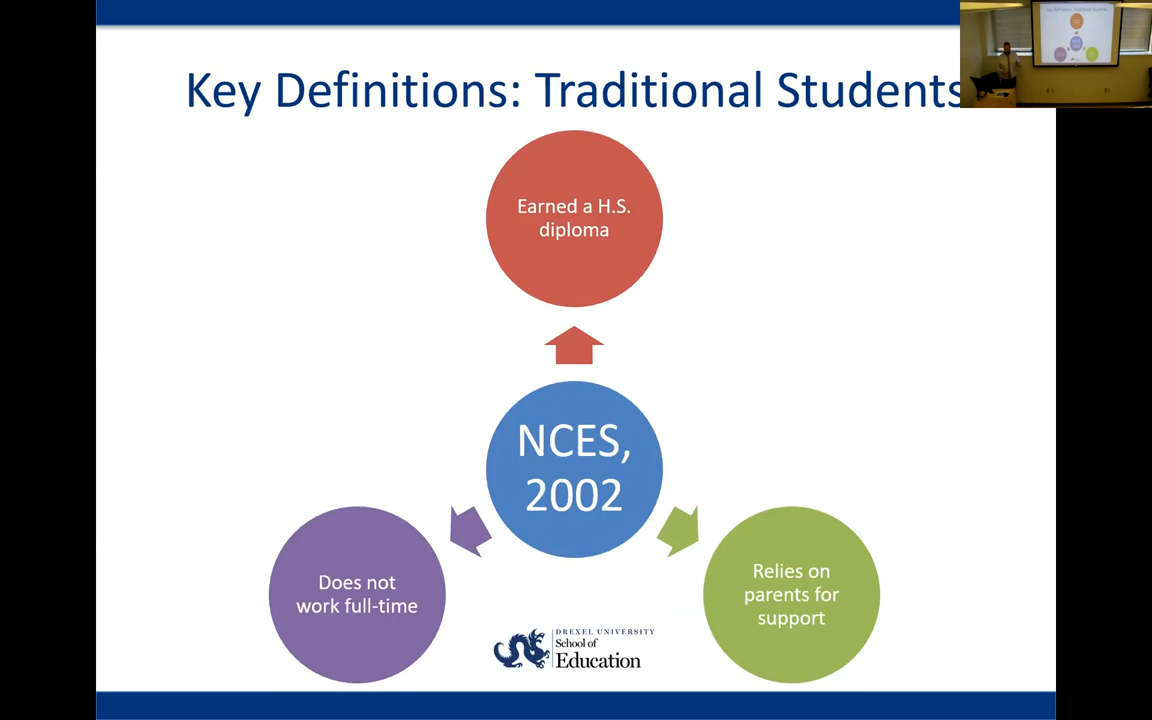 Key Definitions: Traditional Students
Earned a H.S.
diploma
NCES,
2002
Does not
work full-time
Relies on
parents for
support
DREXEL UNIVERSITY
School of
Education